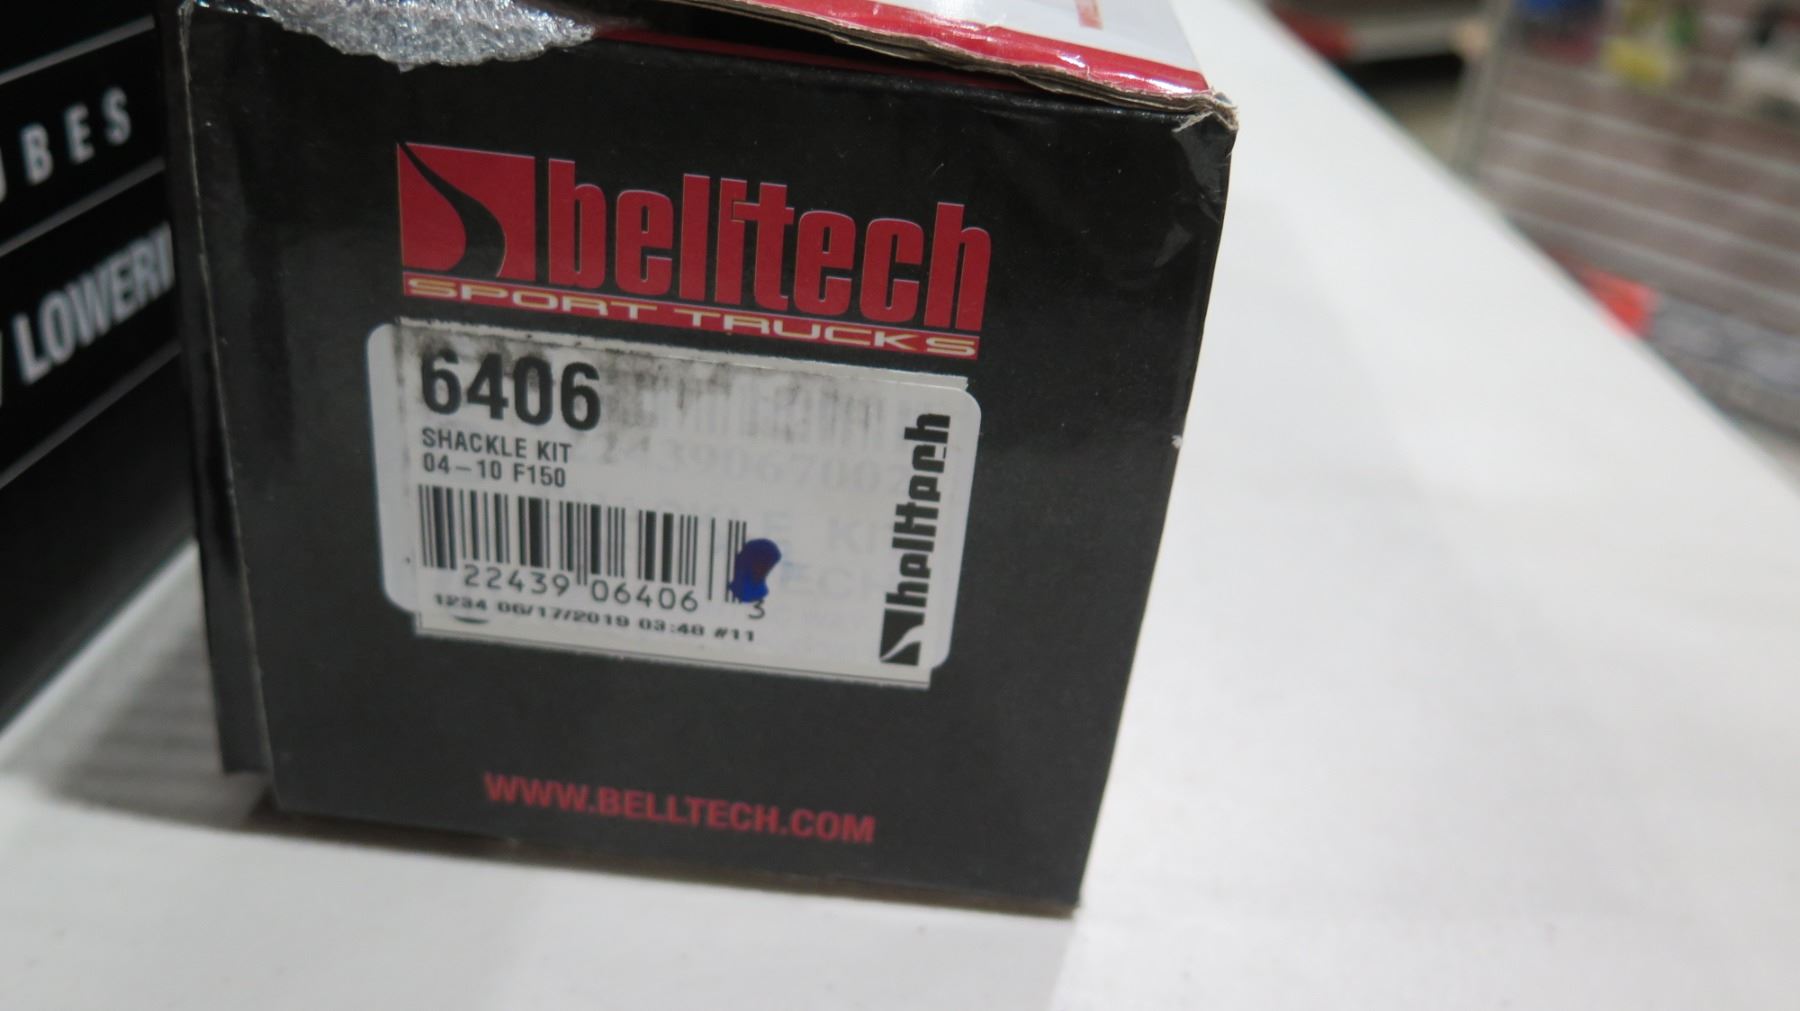 BES
LOWERI
belltech
SPORT TRUCKS
6406
SHACKLE KIT
04-10 F150
belltech
22439 06406 3
1234 06/17/2019 03:48 #11
WWW.BELLTECH.COM